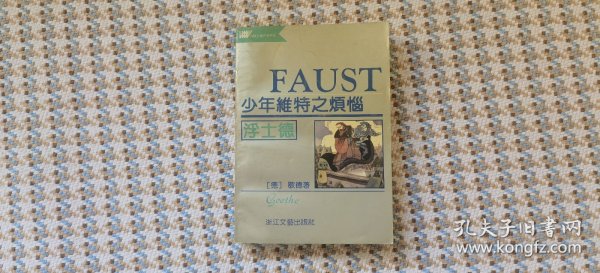 FAUST
少年維特之煩惱
浮士德
[德] 歌德著
Goethe
浙江文藝出版社
孔夫子旧书网
www.kongfz.com